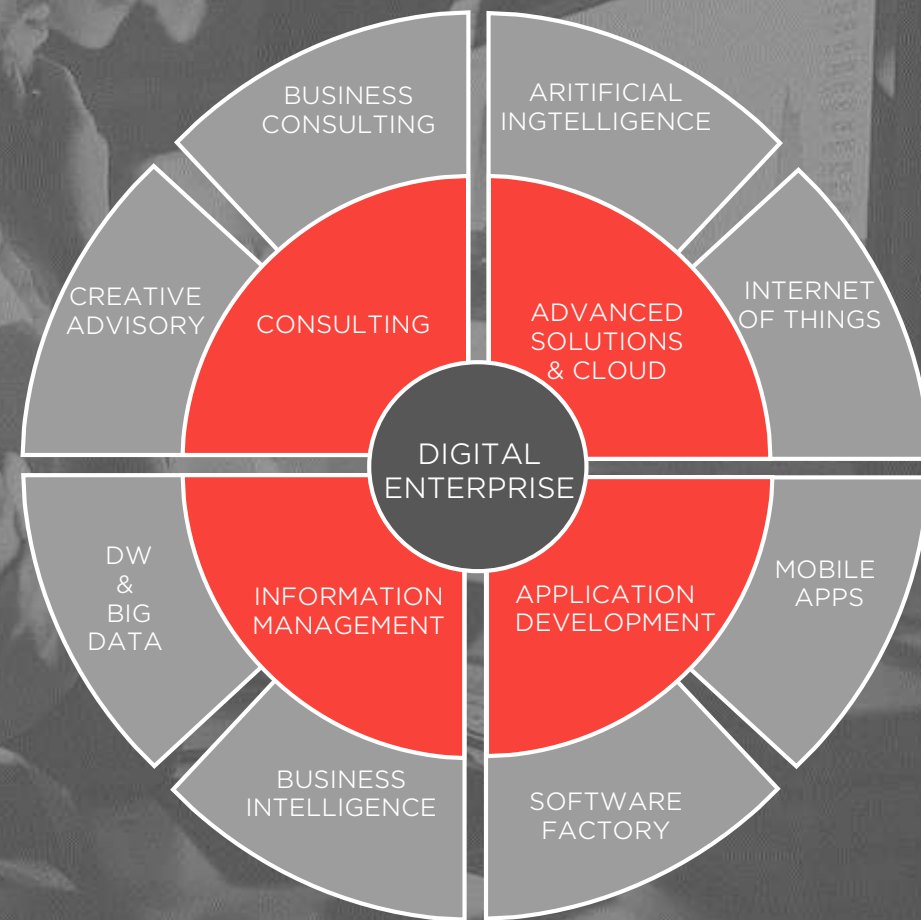 BUSINESS
CONSULTING
ARITIFICIAL
INGTELLIGENCE
CREATIVE
ADVISORY
CONSULTING
ADVANCED
SOLUTIONS
& CLOUD
INTERNET
OF THINGS
DIGITAL
ENTERPRISE
DW
&
BIG
DATA
INFORMATION
MANAGEMENT
APPLICATION
DEVELOPMENT
MOBILE
APPS
BUSINESS
INTELLIGENCE
SOFTWARE
FACTORY